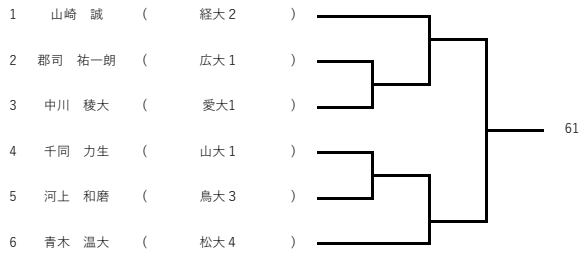 1 山崎 誠 ( 経大２ )
2 郡司 祐一朗 ( 広大１ )
3 中川 稜大 ( 愛大1 )
61
4 千同 力生 ( 山大１ )
5 河上 和磨 ( 鳥大３ )
6 青木 温大 ( 松大４ )